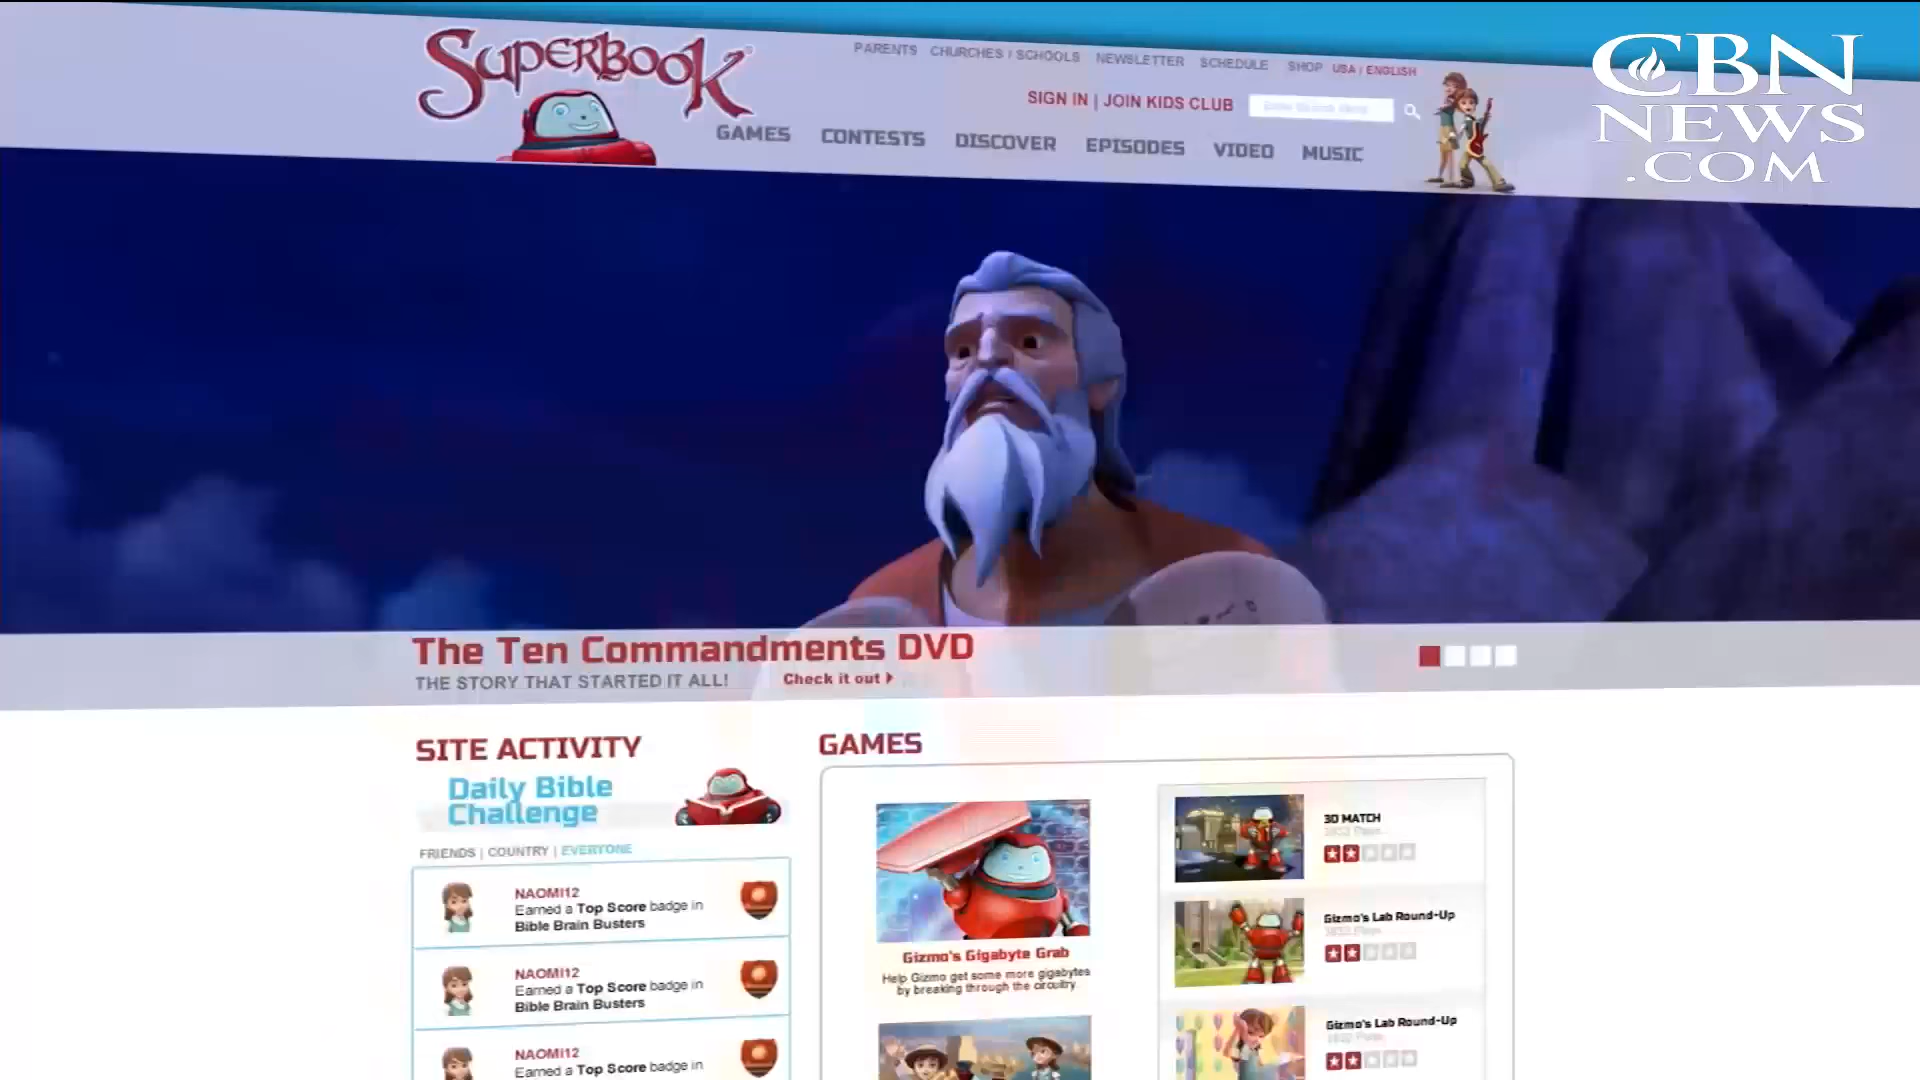 SUPERBOOK
PARENTS CHURCHES / SCHOOLS NEWSLETTER SCHEDULE SHOP USA | ENGLISH
SIGN IN | JOIN KIDS CLUB
GAMES CONTESTS DISCOVER EPISODES VIDEO MUSIC
CBN
NEWS
.COM
The Ten Commandments DVD
THE STORY THAT STARTED IT ALL!
Check it out
SITE ACTIVITY
Daily Bible
Challenge
FRIENDS | COUNTRY | EVERYONE
NAOMI12
Earned a Top Score badge in
Bible Brain Busters
NAOMI12
Earned a Top Score badge in
Bible Brain Busters
NAOMI12
Earned a Top Score badge in
GAMES
Gizmo's Gigabyte Grab
Help Gizmo get some more gigabytes
by breaking through the circuitry
3D MATCH
Gizmo's Lab Round-Up
Gizmo's Lab Round-Up